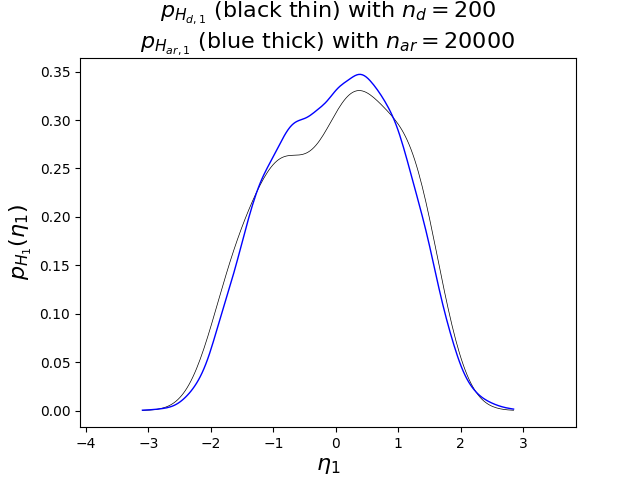 p_{H_{d,1}} (black thin) with n_d = 200
p_{H_{ar,1}} (blue thick) with n_{ar} = 20000
p_{H_1}(η_1)
0.35
0.30
0.25
0.20
0.15
0.10
0.05
0.00
−4 −3 −2 −1 0 1 2 3
η_1